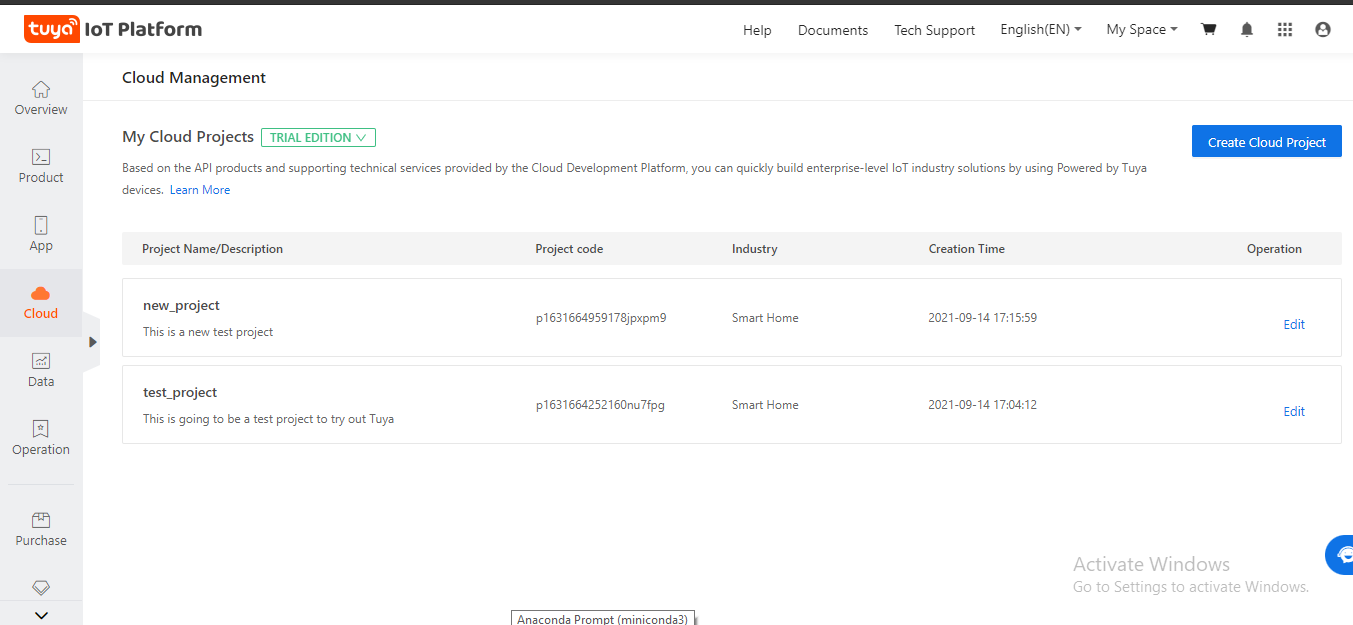 tuya IoT Platform
Help Documents Tech Support English(EN) My Space
Overview
Product
App
Cloud
Data
Operation
Purchase
Cloud Management
My Cloud Projects TRIAL EDITION
Create Cloud Project
Based on the API products and supporting technical services provided by the Cloud Development Platform, you can quickly build enterprise-level IoT industry solutions by using Powered by Tuya
devices. Learn More
Project Name/Description Project code Industry Creation Time Operation
new_project
This is a new test project
p1631664959178jpxpm9 Smart Home 2021-09-14 17:15:59 Edit
test_project
This is going to be a test project to try out Tuya
p1631664252160nu7fpg Smart Home 2021-09-14 17:04:12 Edit
Activate Windows
Go to Settings to activate Windows.
Anaconda Prompt (miniconda3)